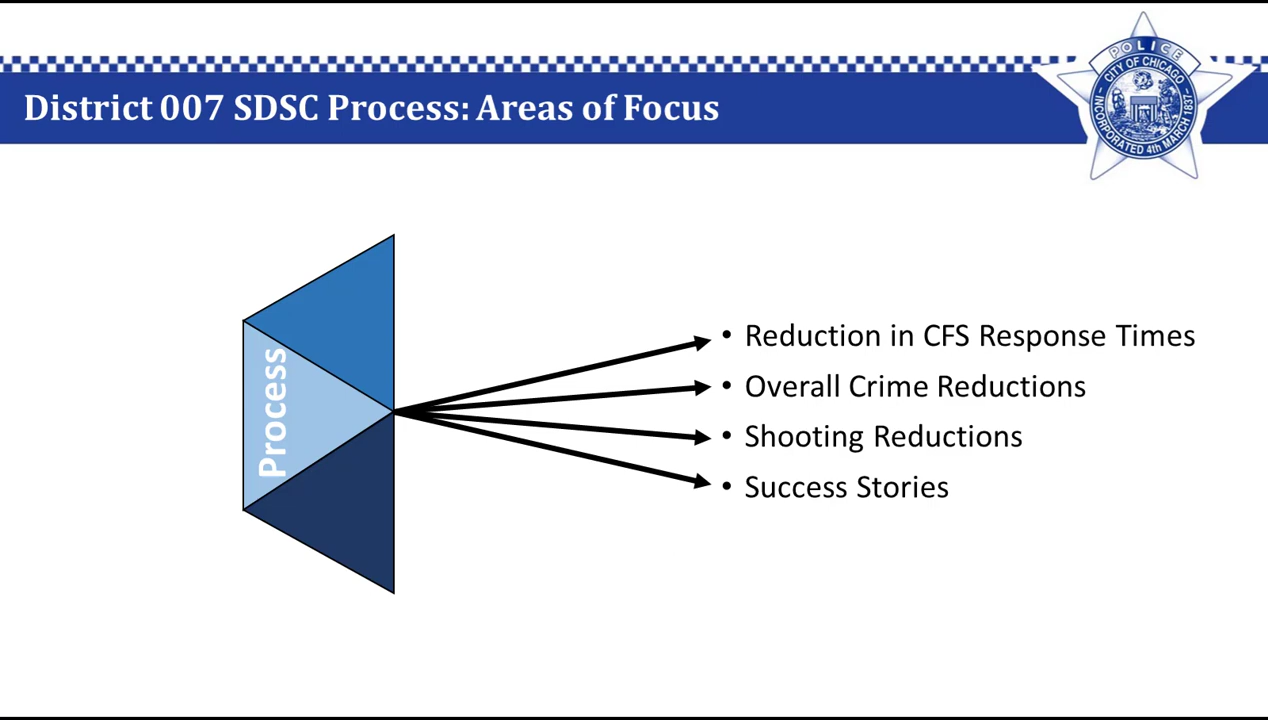 District 007 SDSC Process: Areas of Focus
POLICE
CITY OF CHICAGO
INCORPORATED 4th MARCH 1837
Process
• Reduction in CFS Response Times
• Overall Crime Reductions
• Shooting Reductions
• Success Stories